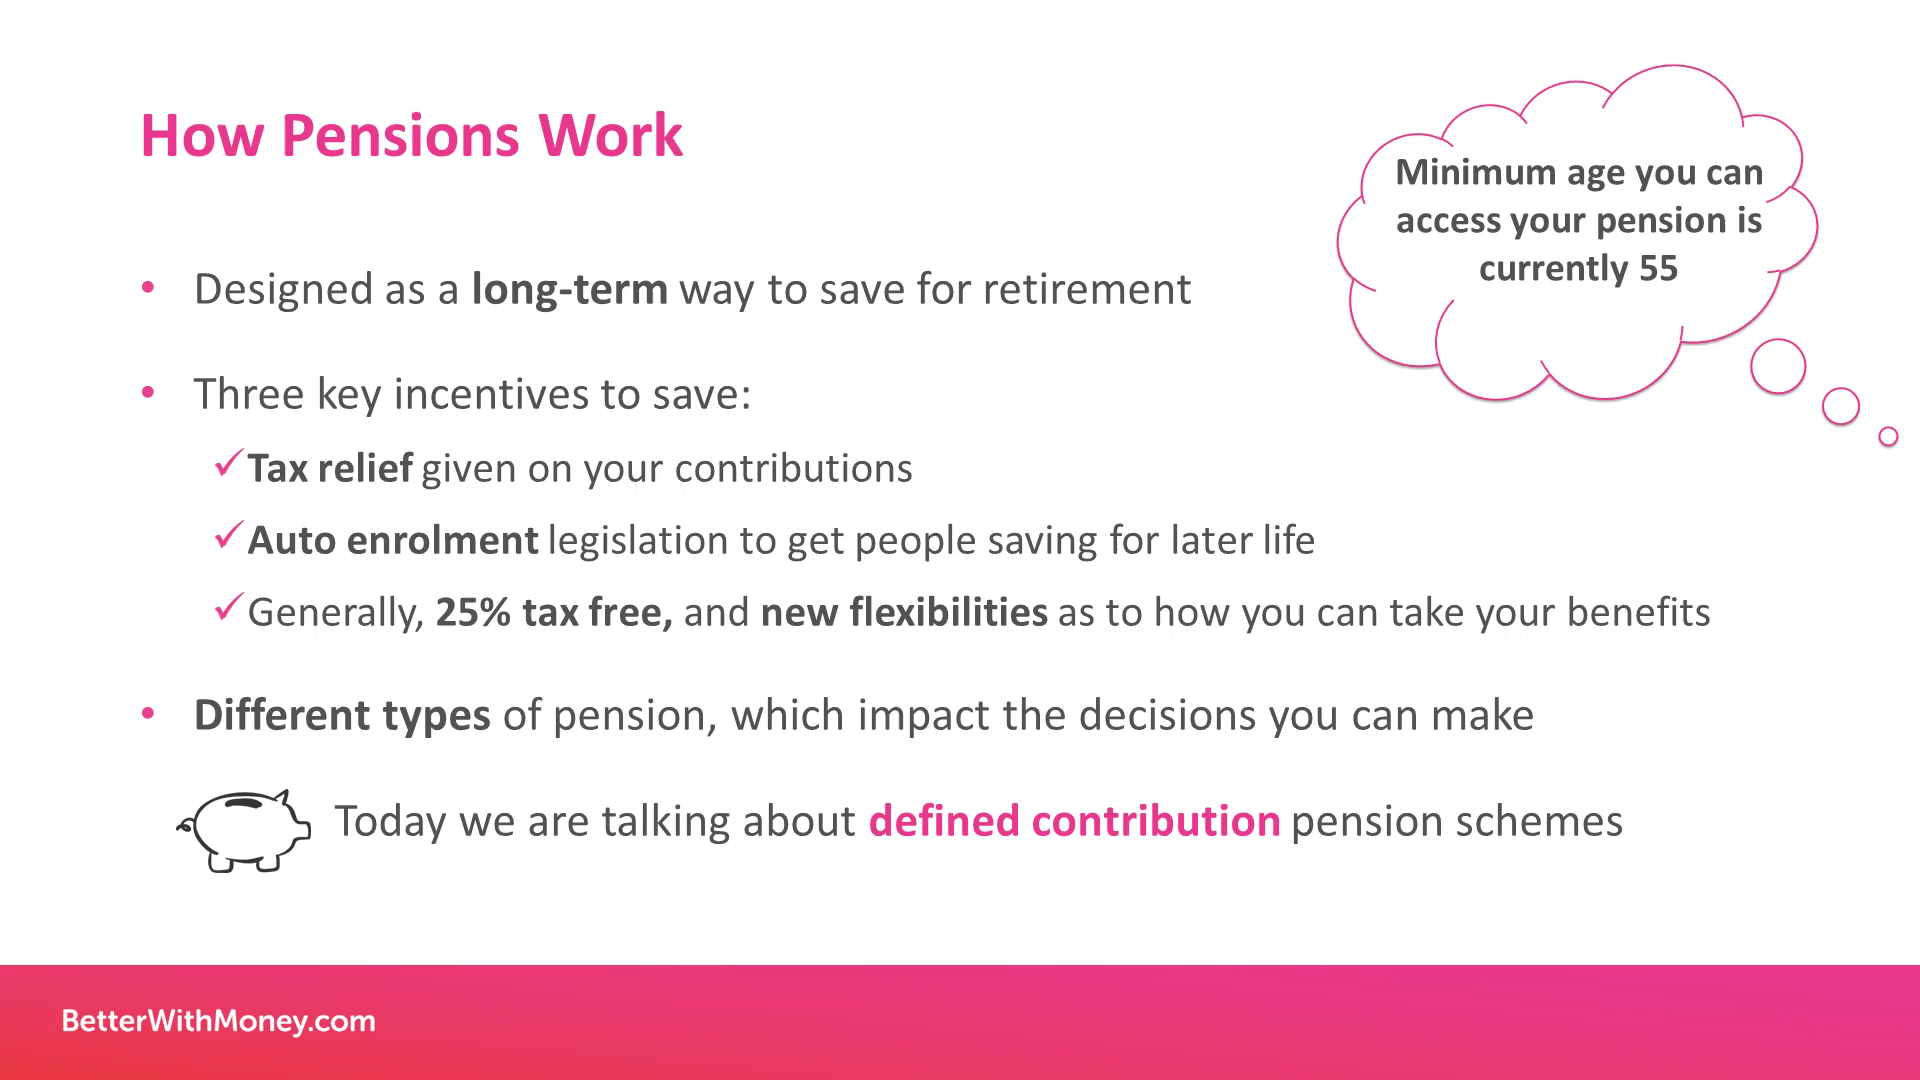 How Pensions Work
Minimum age you can
access your pension is
currently 55
• Designed as a long-term way to save for retirement
• Three key incentives to save:
✓Tax relief given on your contributions
✓Auto enrolment legislation to get people saving for later life
✓Generally, 25% tax free, and new flexibilities as to how you can take your benefits
• Different types of pension, which impact the decisions you can make
Today we are talking about defined contribution pension schemes
BetterWithMoney.com